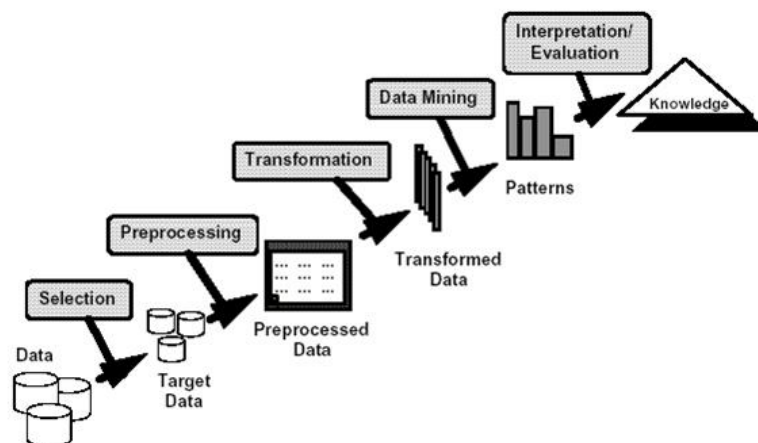 Interpretation/
Evaluation
Data Mining
Knowledge
Transformation
Patterns
Preprocessing
Transformed
Data
Selection
Preprocessed
Data
Data
Target
Data